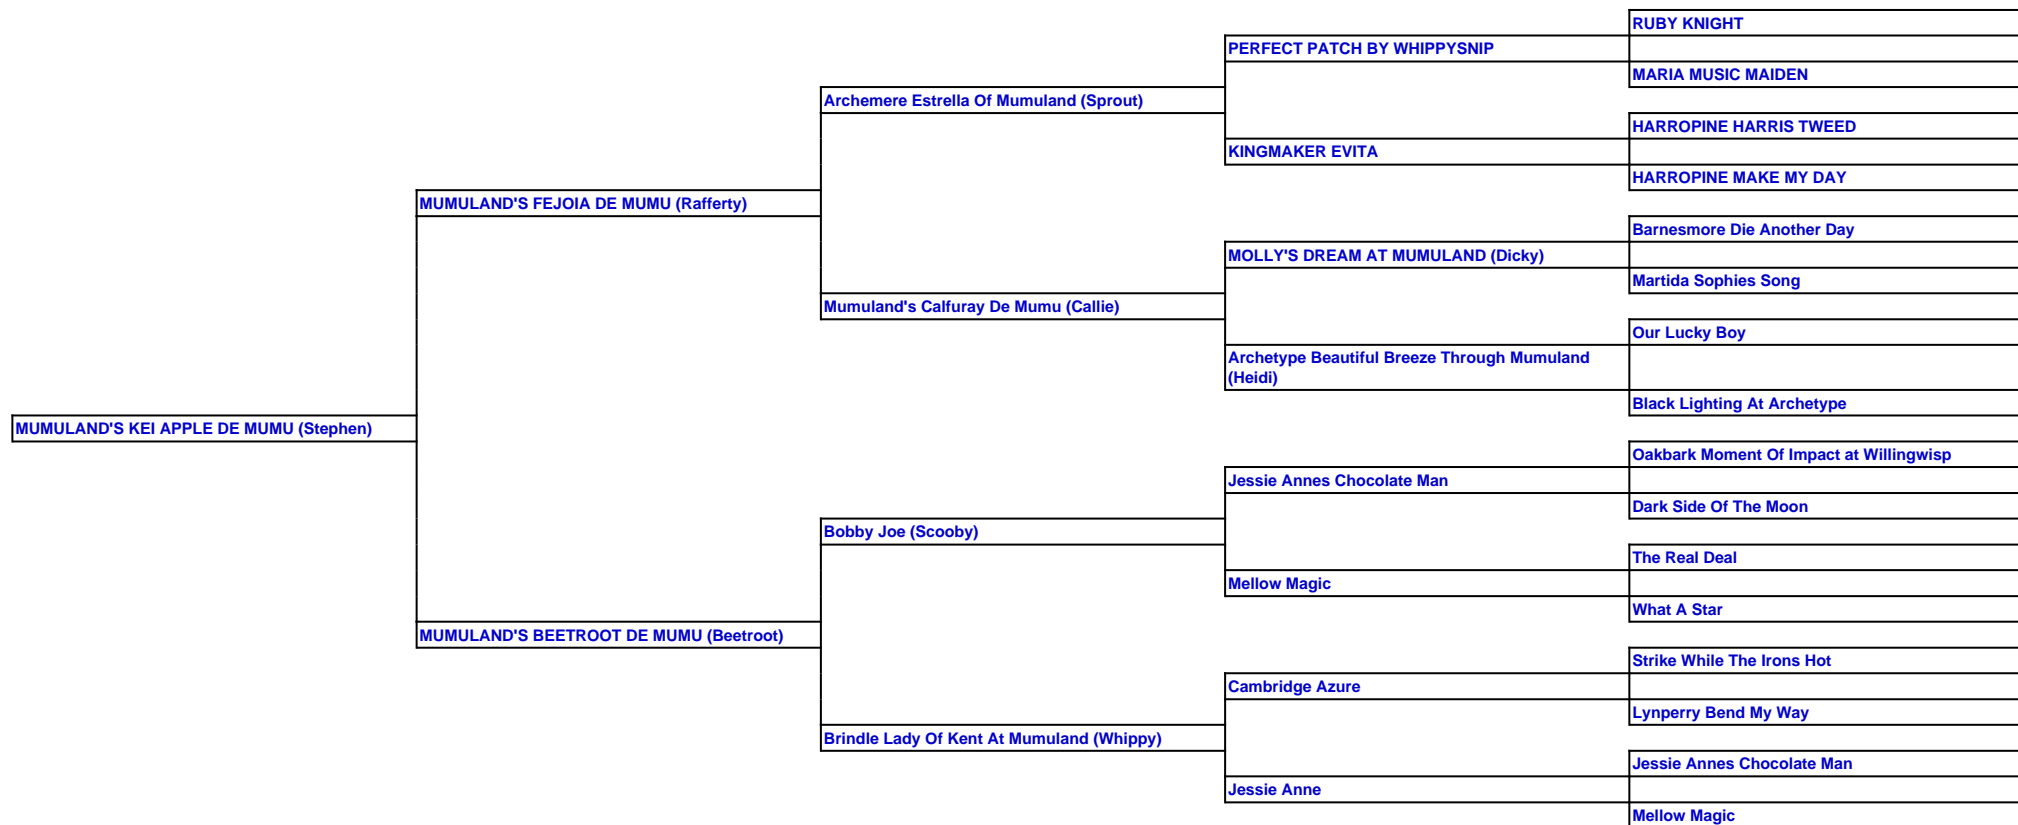 RUBY KNIGHT
PERFECT PATCH BY WHIPPYSNIP
MARIA MUSIC MAIDEN
Archemere Estrella Of Mumuland (Sprout)
HARROPINE HARRIS TWEED
KINGMAKER EVITA
HARROPINE MAKE MY DAY
MUMULAND'S FEJOIA DE MUMU (Rafferty)
Barnesmore Die Another Day
MOLLY'S DREAM AT MUMULAND (Dicky)
Martida Sophies Song
Mumuland's Calfuray De Mumu (Callie)
Our Lucky Boy
Archetype Beautiful Breeze Through Mumuland
(Heidi)
Black Lighting At Archetype
MUMULAND'S KEI APPLE DE MUMU (Stephen)
Oakbark Moment Of Impact at Willingwisp
Jessie Annes Chocolate Man
Dark Side Of The Moon
Bobby Joe (Scooby)
The Real Deal
Mellow Magic
What A Star
MUMULAND'S BEETROOT DE MUMU (Beetroot)
Strike While The Irons Hot
Cambridge Azure
Lynperry Bend My Way
Brindle Lady Of Kent At Mumuland (Whippy)
Jessie Annes Chocolate Man
Jessie Anne
Mellow Magic